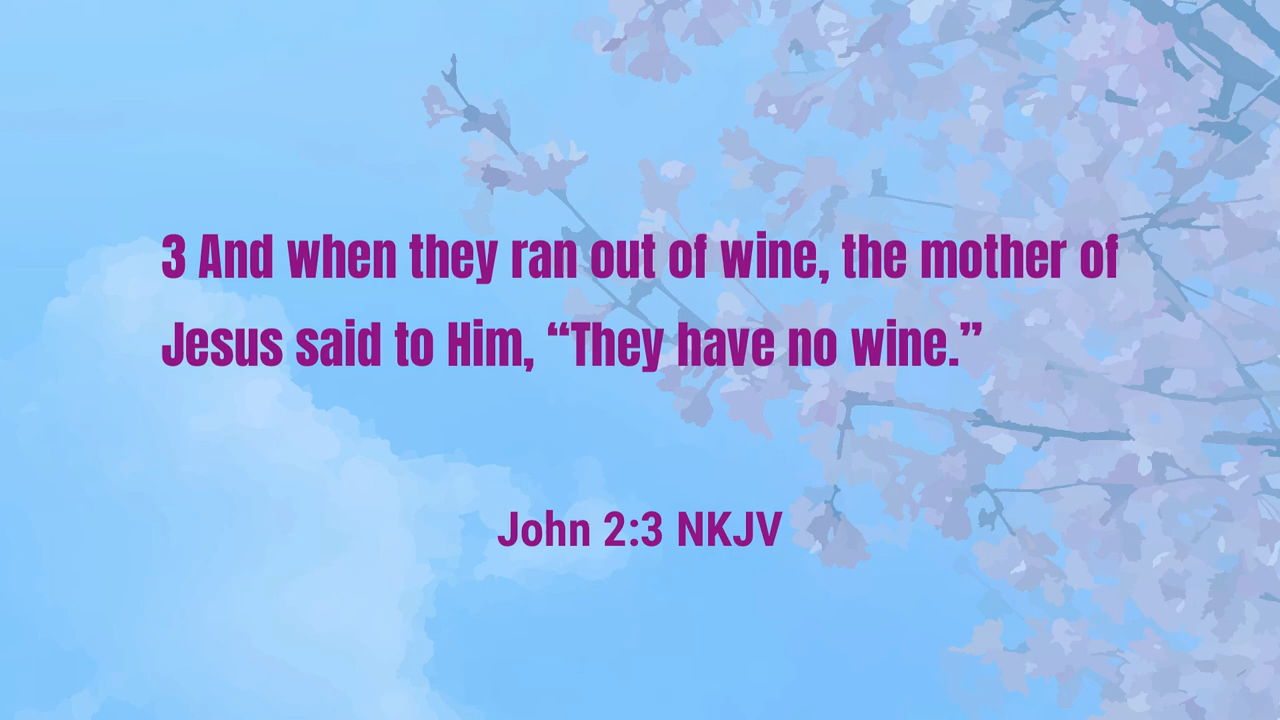 3 And when they ran out of wine, the mother of
Jesus said to Him, “They have no wine.”
John 2:3 NKJV